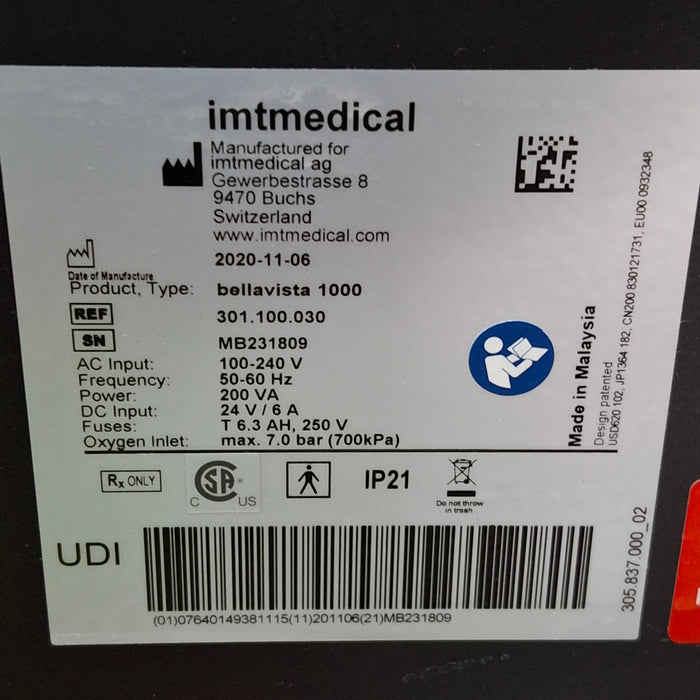 imtmedical
Manufactured for
imtmedical ag
Gewerbestrasse 8
9470 Buchs
Switzerland
www.imtmedical.com
2020-11-06
Date of Manufacture
Product, Type: bellavista 1000
REF 301.100.030
SN MB231809
AC Input: 100-240 V
Frequency: 50-60 Hz
Power: 200 VA
DC Input: 24 V / 6 A
Fuses: T 6.3 AH, 250 V
Oxygen Inlet: max. 7.0 bar (700kPa)
Made in Malaysia
Design patented
USD620 102, JP1364 182, CN200 830121731, EU00 0932348
Rx ONLY
C SA ® US
IP21
Do not throw
in trash
305.837.000_02
UDI
(01)07640149381115(11)201106(21)MB231809